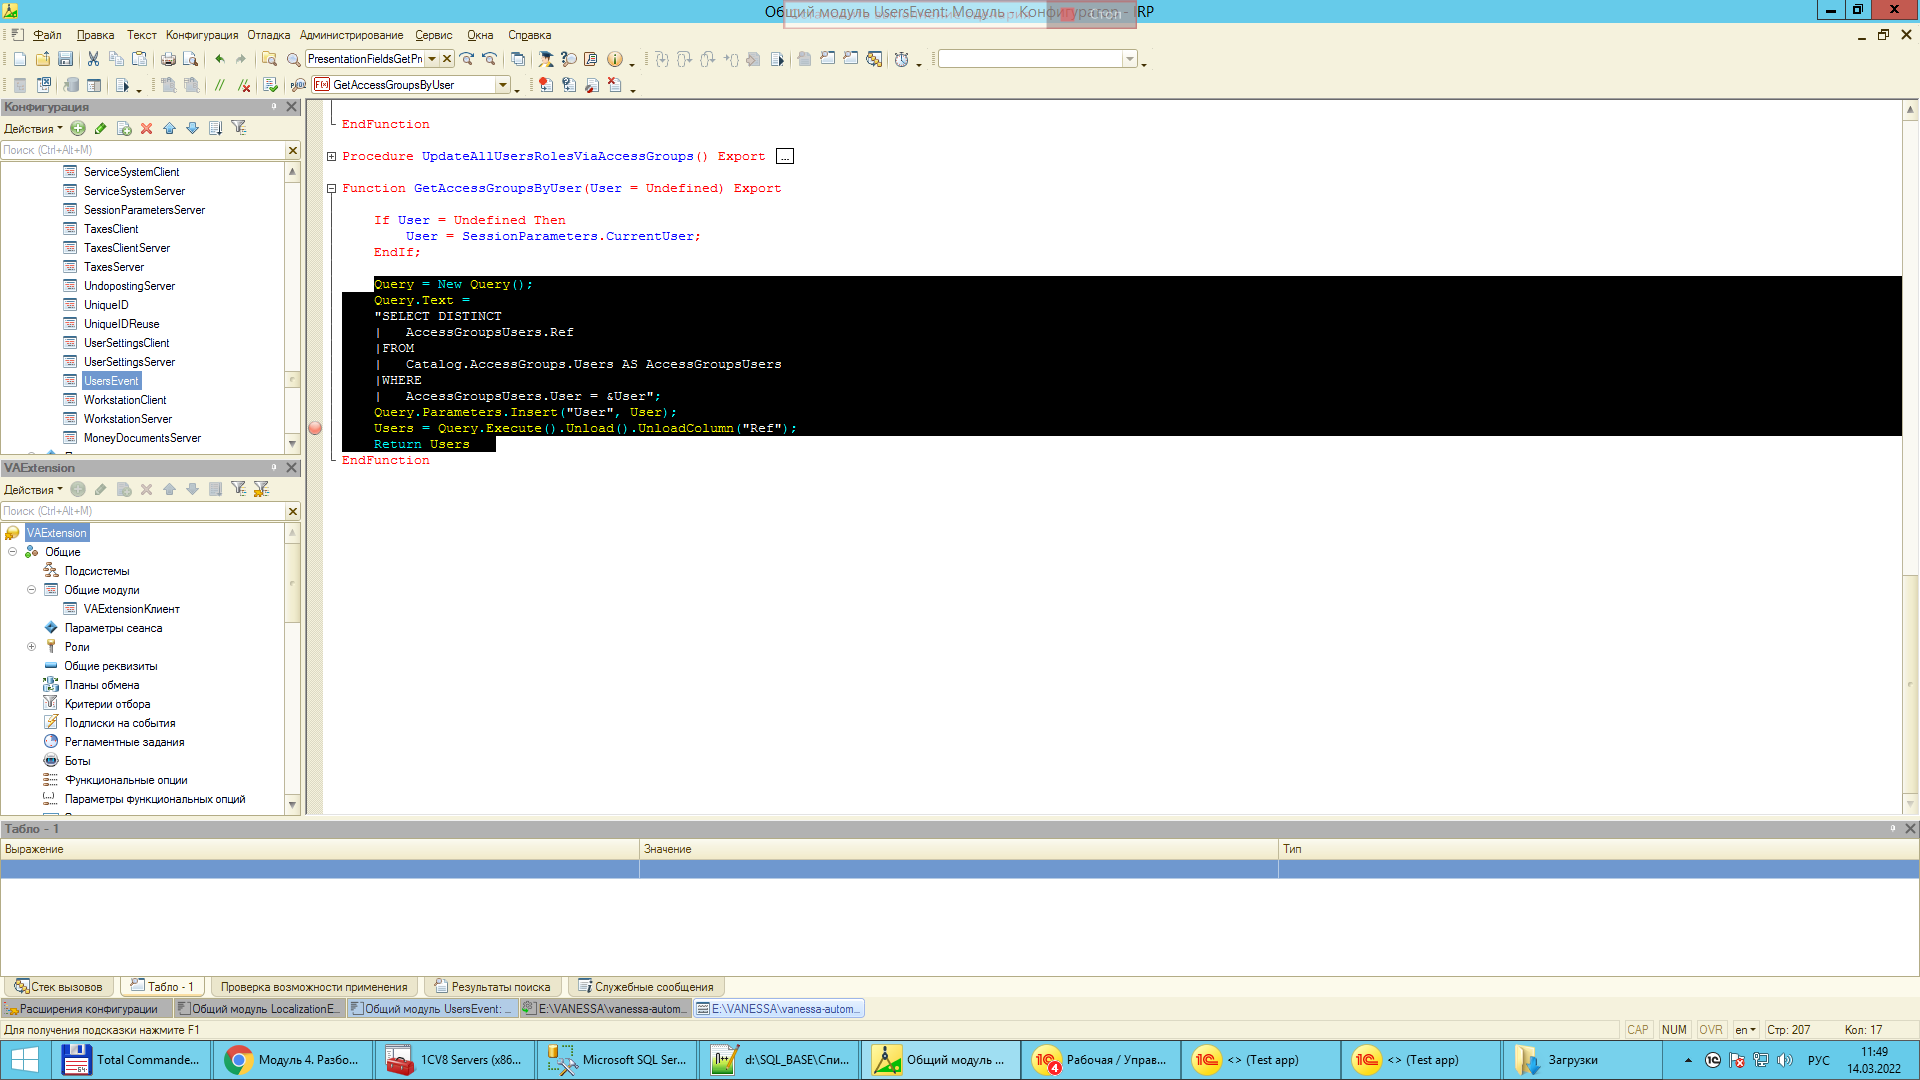 Общий модуль UsersEvent: Модуль - Конфигуратор - IRP
Файл Правка Текст Конфигурация Отладка Администрирование Сервис Окна Справка
PresentationFieldsGetPr
GetAccessGroupsByUser
Конфигурация
Действия
Поиск (Ctrl+Alt+M)
ServiceSystemClient
ServiceSystemServer
SessionParametersServer
TaxesClient
TaxesClientServer
TaxesServer
UndopostingServer
UniqueID
UniqueIDReuse
UserSettingsClient
UserSettingsServer
UsersEvent
WorkstationClient
WorkstationServer
MoneyDocumentsServer
VAExtension
Действия
Поиск (Ctrl+Alt+M)
VAExtension
Общие
Подсистемы
Общие модули
VAExtensionКлиент
Параметры сеанса
Роли
Общие реквизиты
Планы обмена
Критерии отбора
Подписки на события
Регламентные задания
Боты
Функциональные опции
Параметры функциональных опций
EndFunction
Procedure UpdateAllUsersRolesViaAccessGroups() Export ...
Function GetAccessGroupsByUser(User = Undefined) Export
If User = Undefined Then
User = SessionParameters.CurrentUser;
EndIf;
Query = New Query();
Query.Text =
"SELECT DISTINCT
| AccessGroupsUsers.Ref
|FROM
| Catalog.AccessGroups.Users AS AccessGroupsUsers
|WHERE
| AccessGroupsUsers.User = &User";
Query.Parameters.Insert("User", User);
Users = Query.Execute().Unload().UnloadColumn("Ref");
Return Users
EndFunction
Табло - 1
Выражение Значение Тип
Стек вызовов Табло - 1 Проверка возможности применения Результаты поиска Служебные сообщения
Расширения конфигурации Общий модуль LocalizationE... Общий модуль UsersEvent: ... E:\VANESSA\vanessa-autom... E:\VANESSA\vanessa-autom...
Для получения подсказки нажмите F1 CAP NUM OVR en Стр: 207 Кол: 17
Total Commande... Модуль 4. Разбо... 1CV8 Servers (x86... Microsoft SQL Ser... d:\SQL_BASE\Спи... Общий модуль ... Рабочая / Управ... <> (Test app) <> (Test app) Загрузки РУС 11:49
14.03.2022